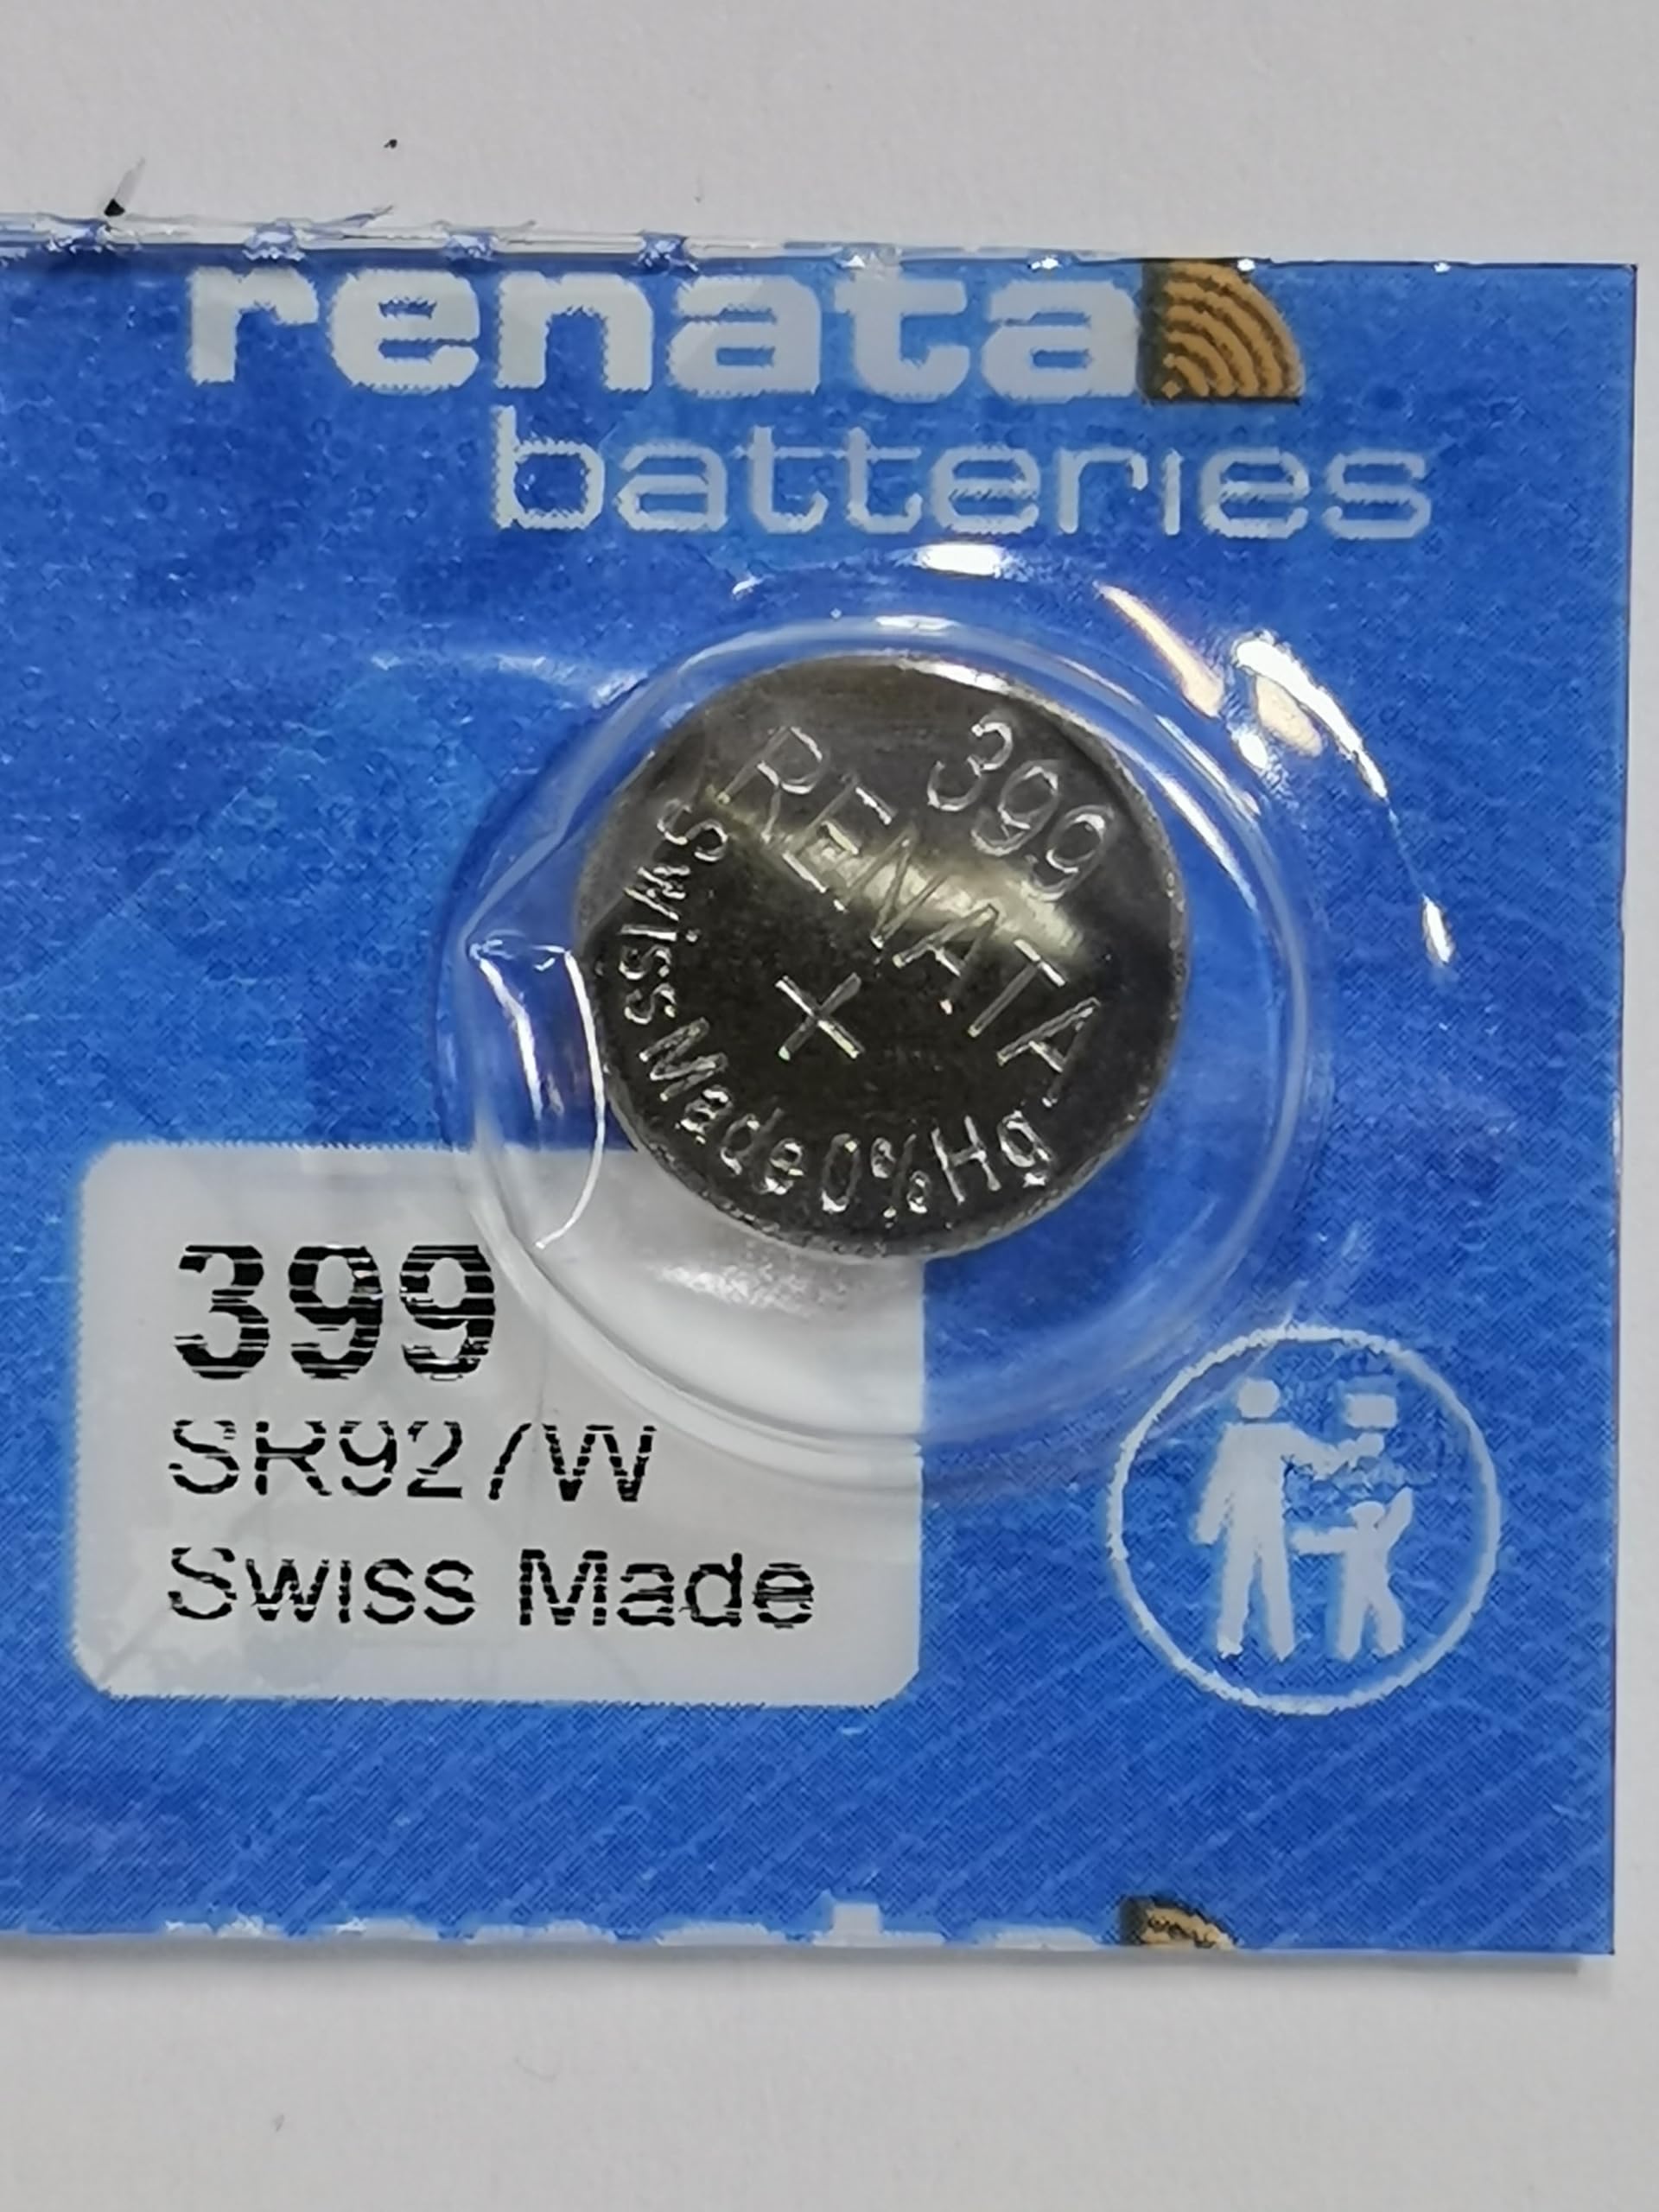 renata
batteries
399
RENATA
+
Swiss Made 0%Hg
399
SR927W
Swiss Made